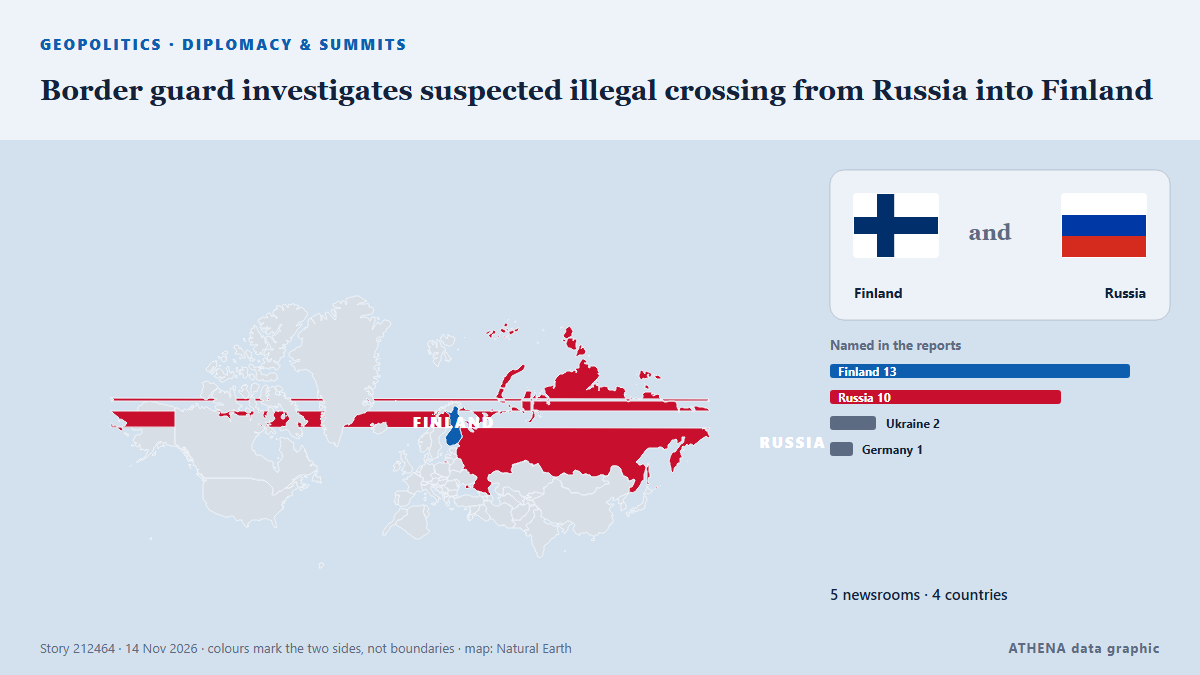 GEOPOLITICS · DIPLOMACY & SUMMITS
Border guard investigates suspected illegal crossing from Russia into Finland
and
Finland
Russia
Named in the reports
Finland 13
Russia 10
Ukraine 2
Germany 1
FINLAND
RUSSIA
5 newsrooms · 4 countries
Story 212464 · 14 Nov 2026 · colours mark the two sides, not boundaries · map: Natural Earth
ATHENA data graphic